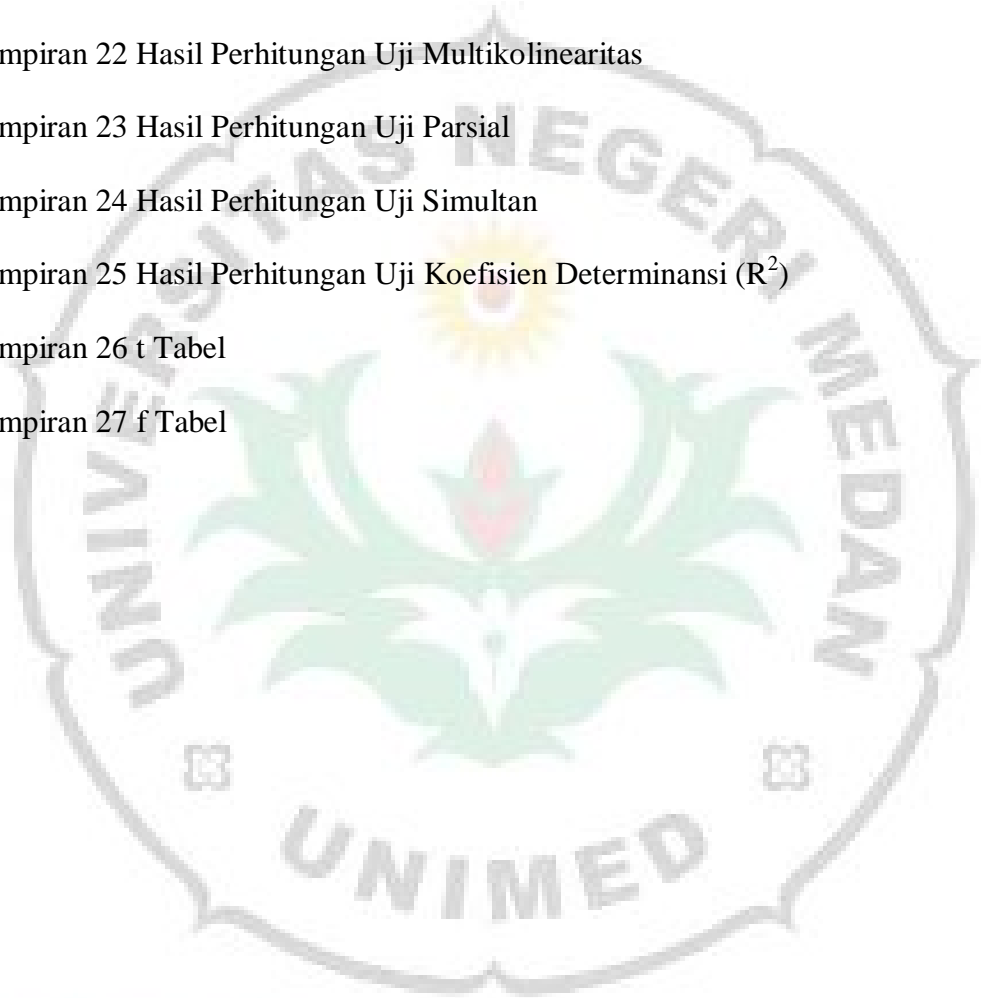 mpiran 22 Hasil Perhitungan Uji Multikolinearitas
mpiran 23 Hasil Perhitungan Uji Parsial
mpiran 24 Hasil Perhitungan Uji Simultan
mpiran 25 Hasil Perhitungan Uji Koefisien Determinansi (R²)
mpiran 26 t Tabel
mpiran 27 f Tabel
UNIVERSITAS NEGERI MEDAN
UNIMED